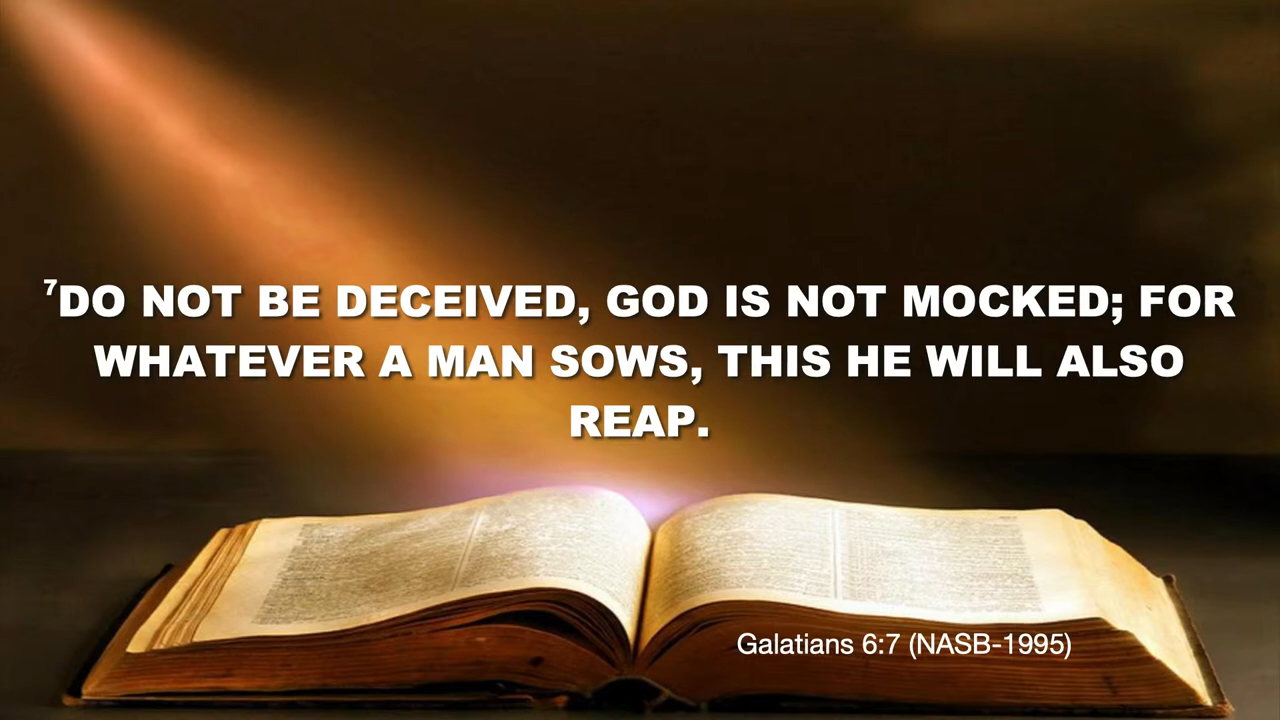 ⁷DO NOT BE DECEIVED, GOD IS NOT MOCKED; FOR
WHATEVER A MAN SOWS, THIS HE WILL ALSO
REAP.
Galatians 6:7 (NASB-1995)